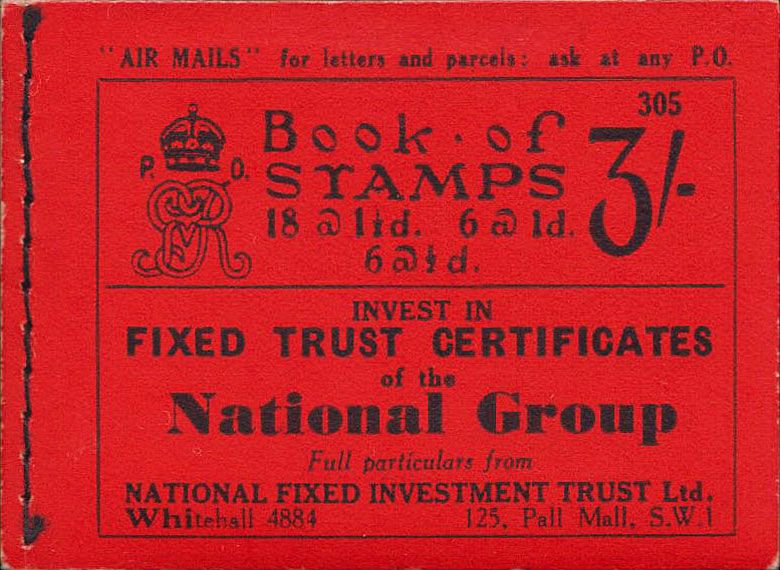 "AIR MAILS" for letters and parcels: ask at any P.O.
305
P. O.
Book · of
STAMPS
3/-
18 @ 1½d. 6 @ 1d.
6 @ ½d.
INVEST IN
FIXED TRUST CERTIFICATES
of the
National Group
Full particulars from
NATIONAL FIXED INVESTMENT TRUST Ltd.
Whitehall 4884 125, Pall Mall, S.W.1